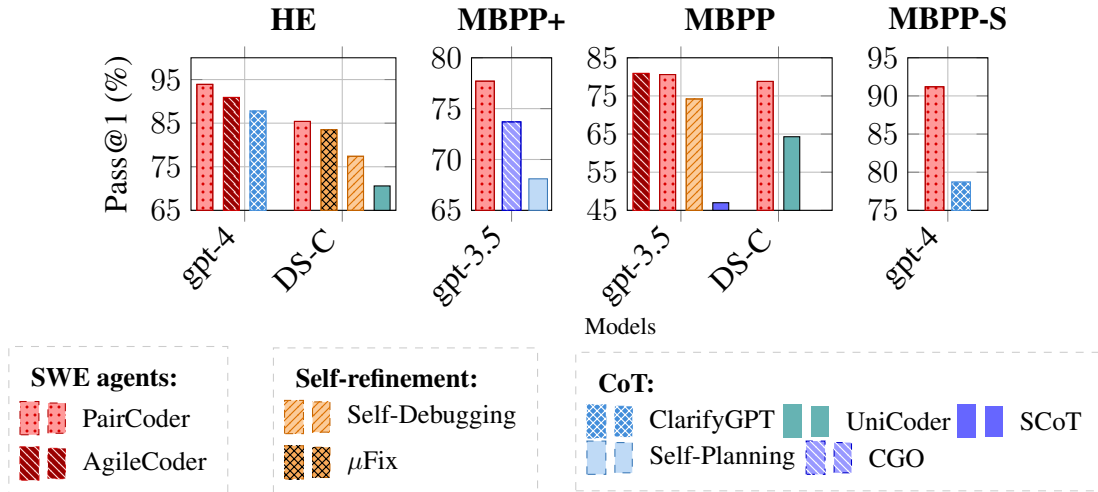 HE MBPP+ MBPP MBPP-S
Pass@1 (%)
95
85
75
65
80
75
70
65
85
75
65
55
45
95
90
85
80
75
gpt-4 DS-C gpt-3.5 gpt-3.5 DS-C gpt-4
Models
SWE agents:
PairCoder
AgileCoder
Self-refinement:
Self-Debugging
μFix
CoT:
ClarifyGPT UniCoder SCoT
Self-Planning CGO